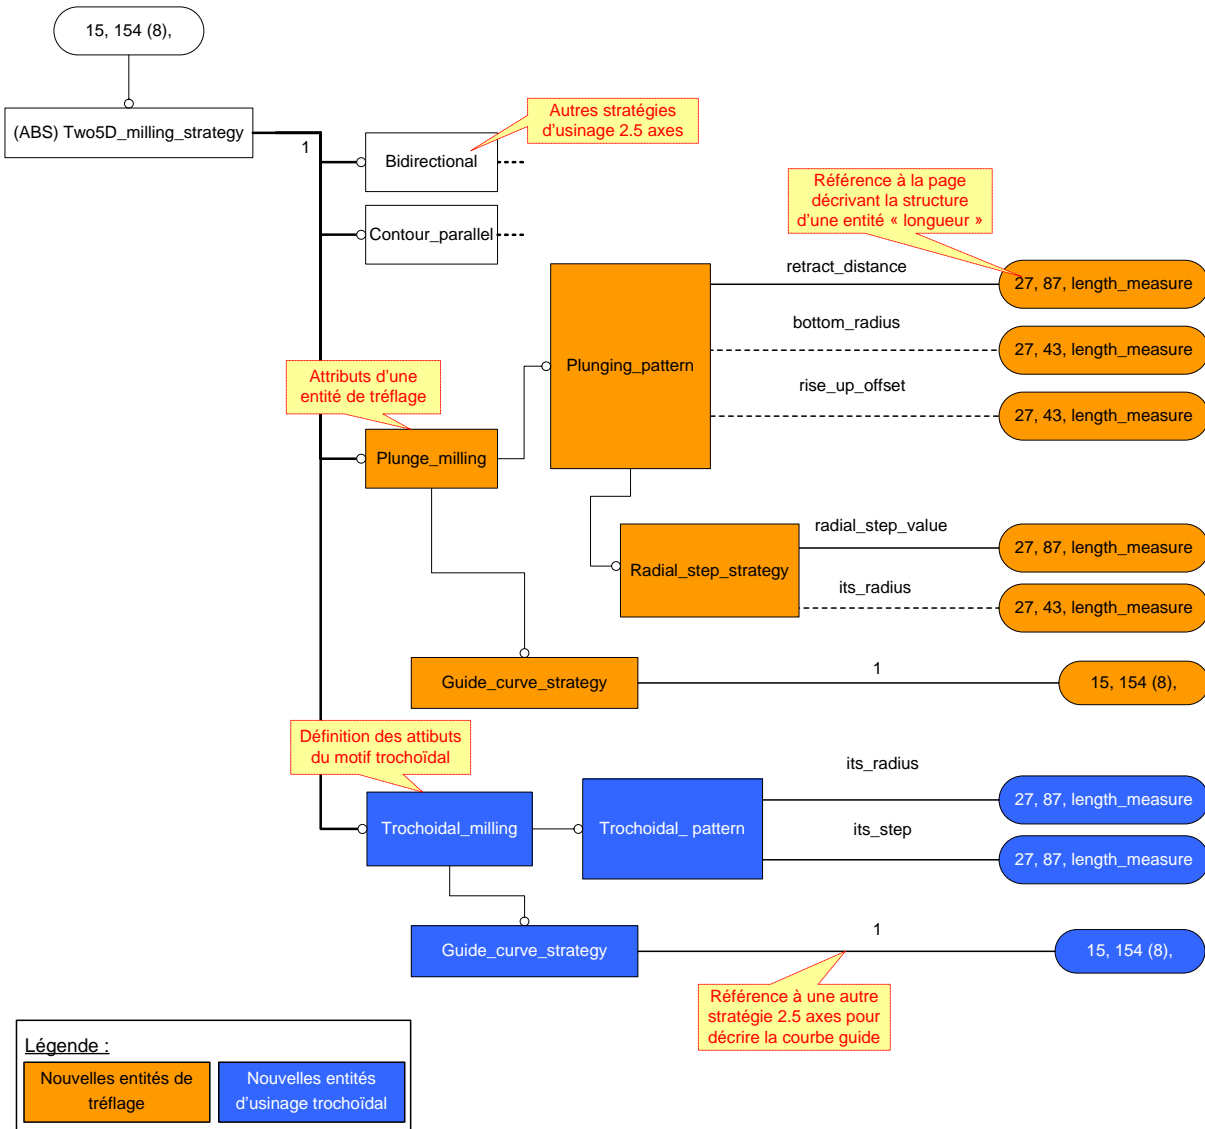 15, 154 (8),
(ABS) Two5D_milling_strategy
1
Autres stratégies
d'usinage 2.5 axes
Bidirectional
Contour_parallel
Référence à la page
décrivant la structure
d'une entité « longueur »
retract_distance
27, 87, length_measure
bottom_radius
27, 43, length_measure
Plunging_pattern
rise_up_offset
27, 43, length_measure
Attributs d'une
entité de tréflage
Plunge_milling
radial_step_value
27, 87, length_measure
Radial_step_strategy
its_radius
27, 43, length_measure
Guide_curve_strategy
1
15, 154 (8),
Définition des attibuts
du motif trochoïdal
its_radius
27, 87, length_measure
Trochoidal_milling
Trochoidal_ pattern
its_step
27, 87, length_measure
Guide_curve_strategy
1
15, 154 (8),
Référence à une autre
stratégie 2.5 axes pour
décrire la courbe guide
Légende :
Nouvelles entités de
tréflage
Nouvelles entités
d'usinage trochoïdal